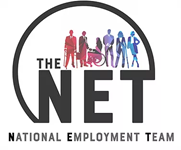 THE
NET
NATIONAL EMPLOYMENT TEAM